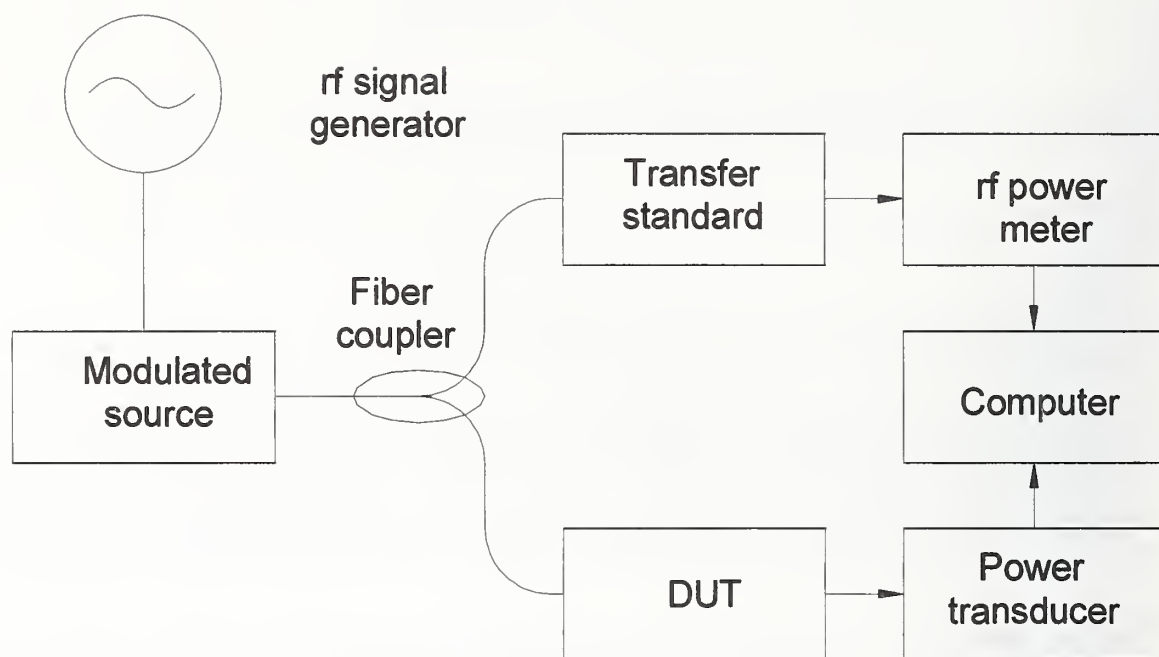 rf signal
generator
Transfer
standard
rf power
meter
Fiber
coupler
Modulated
source
Computer
DUT
Power
transducer